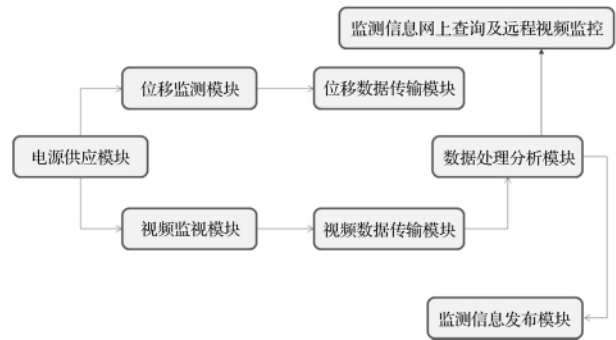 监测信息网上查询及远程视频监控
位移监测模块
位移数据传输模块
电源供应模块
数据处理分析模块
视频监视模块
视频数据传输模块
监测信息发布模块